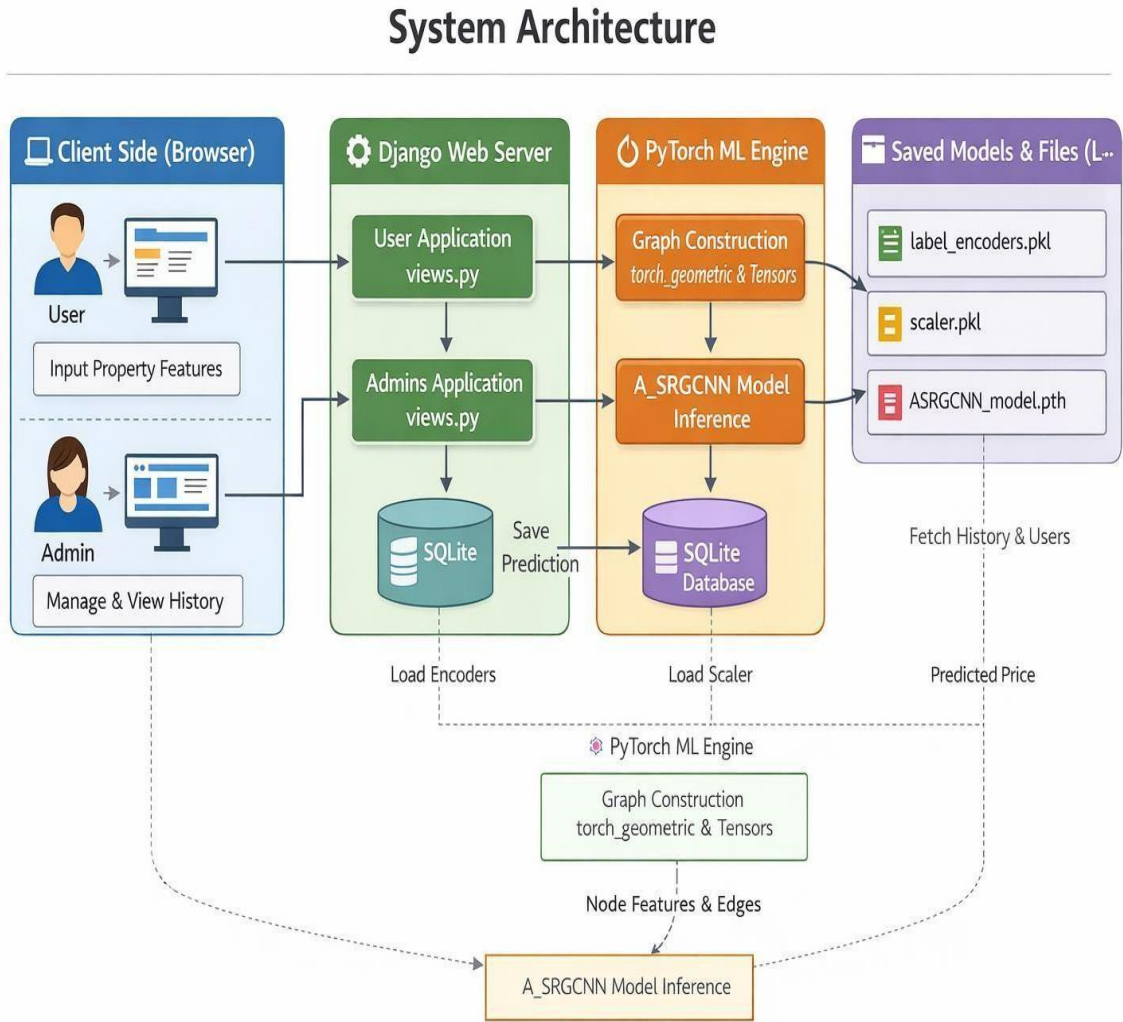 System Architecture
Client Side (Browser)
User
Input Property Features
Admin
Manage & View History
Django Web Server
User Application
views.py
Admins Application
views.py
SQLite
Save
Prediction
PyTorch ML Engine
Graph Construction
torch_geometric & Tensors
A_SRGCNN Model
Inference
SQLite
Database
Saved Models & Files (L...
label_encoders.pkl
scaler.pkl
ASRGCNN_model.pth
Fetch History & Users
Load Encoders
Load Scaler
Predicted Price
PyTorch ML Engine
Graph Construction
torch_geometric & Tensors
Node Features & Edges
A_SRGCNN Model Inference